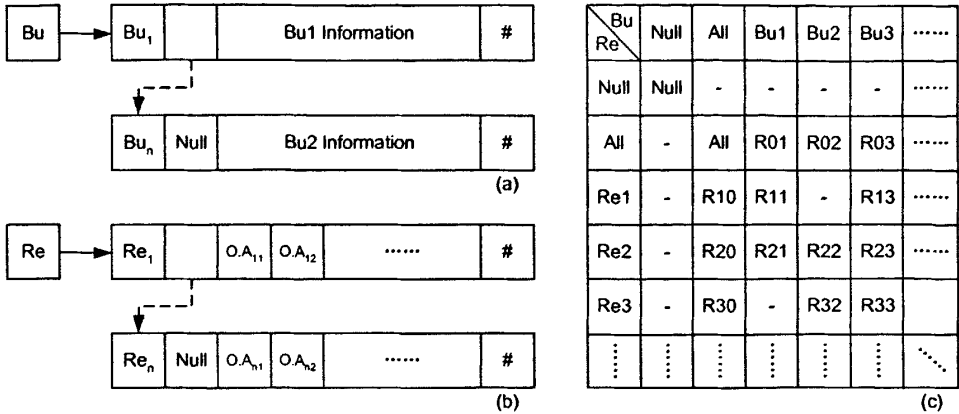 Bu Bu1 Bu1 Information #
Bun Null Bu2 Information #
(a)
Re Re1 O.A11 O.A12 ...... #
Ren Null O.An1 O.An2 ...... #
(b)
Bu Re Null All Bu1 Bu2 Bu3 ......
Null Null - - - - ......
All - All R01 R02 R03 ......
Re1 - R10 R11 - R13 ......
Re2 - R20 R21 R22 R23 ......
Re3 - R30 - R32 R33
...... ...... ...... ...... ...... ...... ......
(c)